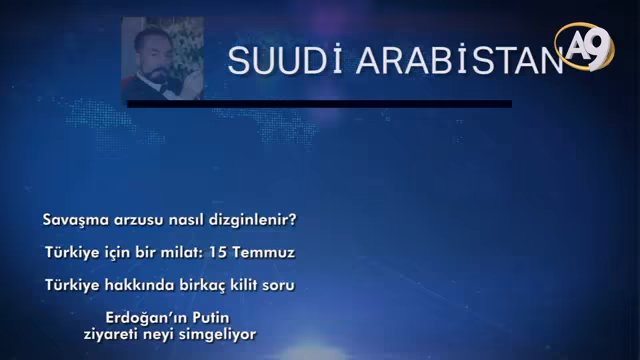 SUUDİ ARABİSTAN
A9
Savaşma arzusu nasıl dizginlenir?
Türkiye için bir milat: 15 Temmuz
Türkiye hakkında birkaç kilit soru
Erdoğan'ın Putin
ziyareti neyi simgeliyor